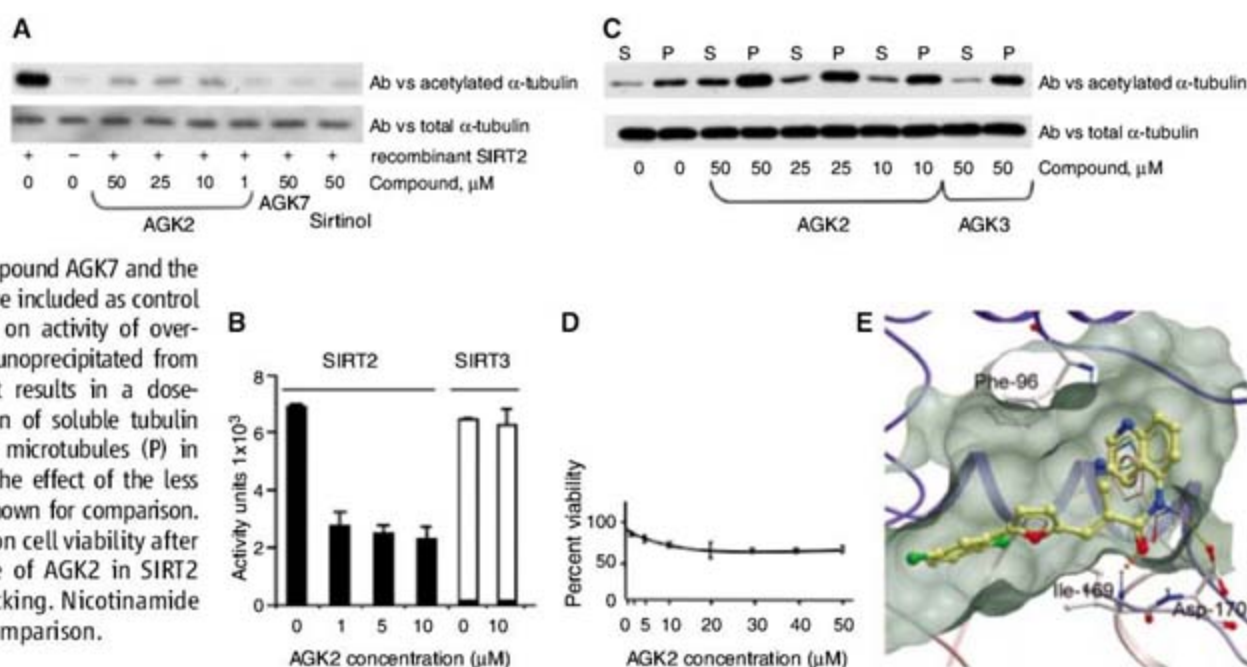 A
Ab vs acetylated α-tubulin
Ab vs total α-tubulin
+ – + + + + + + recombinant SIRT2
0 0 50 25 10 1 50 50 Compound, μM
AGK2
AGK7
Sirtinol
C
S P S P S P S P S P
Ab vs acetylated α-tubulin
Ab vs total α-tubulin
0 0 50 50 25 25 10 10 50 50 Compound, μM
AGK2 AGK3
pound AGK7 and the
e included as control
on activity of over-
unoprecipitated from
t results in a dose-
n of soluble tubulin
microtubules (P) in
he effect of the less
own for comparison.
on cell viability after
e of AGK2 in SIRT2
cking. Nicotinamide
mparison.
B
SIRT2 SIRT3
Activity units 1x10³
8
6
4
2
0
0 1 5 10 0 10
AGK2 concentration (μM)
D
Percent viability
100
50
0
0 5 10 20 30 40 50
AGK2 concentration (μM)
E
Phe-96
Ile-169
Asp-170